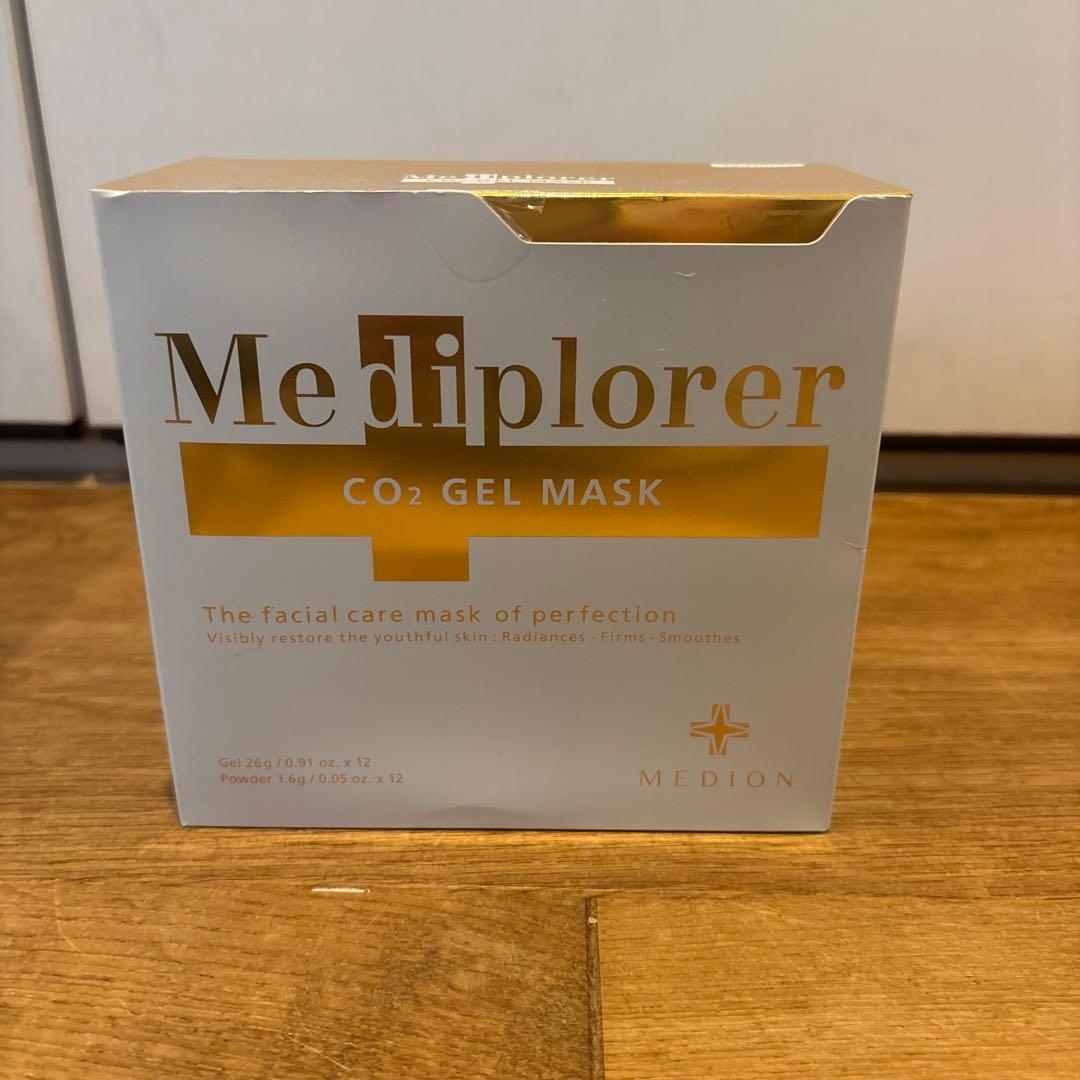 Mediplorer
Mediplorer
CO₂ GEL MASK
The facial care mask of perfection
Visibly restore the youthful skin : Radiances - Firms - Smoothes
Gel 26g / 0.91 oz. x 12
Powder 1.6g / 0.05 oz. x 12
MEDION